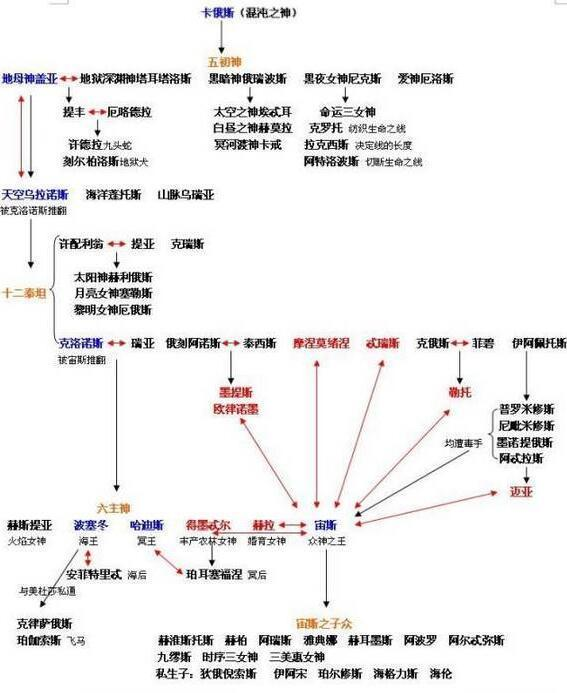 卡俄斯（混沌之神）
五初神
地母神盖亚 地狱深渊神塔耳塔洛斯 黑暗神俄瑞波斯 黑夜女神尼克斯 爱神厄洛斯
提丰 厄喀德拉 太空之神埃忒耳 命运三女神
白昼之神赫莫拉 克罗托 纺织生命之线
许德拉九头蛇 冥河渡神卡戎 拉克西斯 决定线的长度
刻尔柏洛斯地狱犬 阿特洛波斯 切断生命之线
天空乌拉诺斯 海洋莲托斯 山脉乌瑞亚
被克洛诺斯推翻
许配利翁 提亚 克瑞斯
十二泰坦 太阳神赫利俄斯
月亮女神塞勒斯
黎明女神厄俄斯
克洛诺斯 瑞亚 俄刻阿诺斯 泰西斯 摩涅莫绪涅 忒瑞斯 克俄斯 菲碧 伊阿佩托斯
被宙斯推翻
墨提斯 勒托
欧律诺墨 普罗米修斯
尼毗米修斯
均遭毒手 墨诺提俄斯
阿忒拉斯
迈亚
六主神
赫斯提亚 波塞冬 哈迪斯 得墨忒尔 赫拉 宙斯
火焰女神 海王 冥王 丰产农林女神 婚育女神 众神之王
安菲特里忒 海后 珀耳塞福涅 冥后
与美杜莎私通
克律萨俄斯 宙斯之子众
珀伽索斯 飞马 赫淮斯托斯 赫柏 阿瑞斯 雅典娜 赫耳墨斯 阿波罗 阿尔忒弥斯
九缪斯 时序三女神 三美惠女神
私生子：狄俄倪索斯 伊阿宋 珀尔修斯 海格力斯 海伦